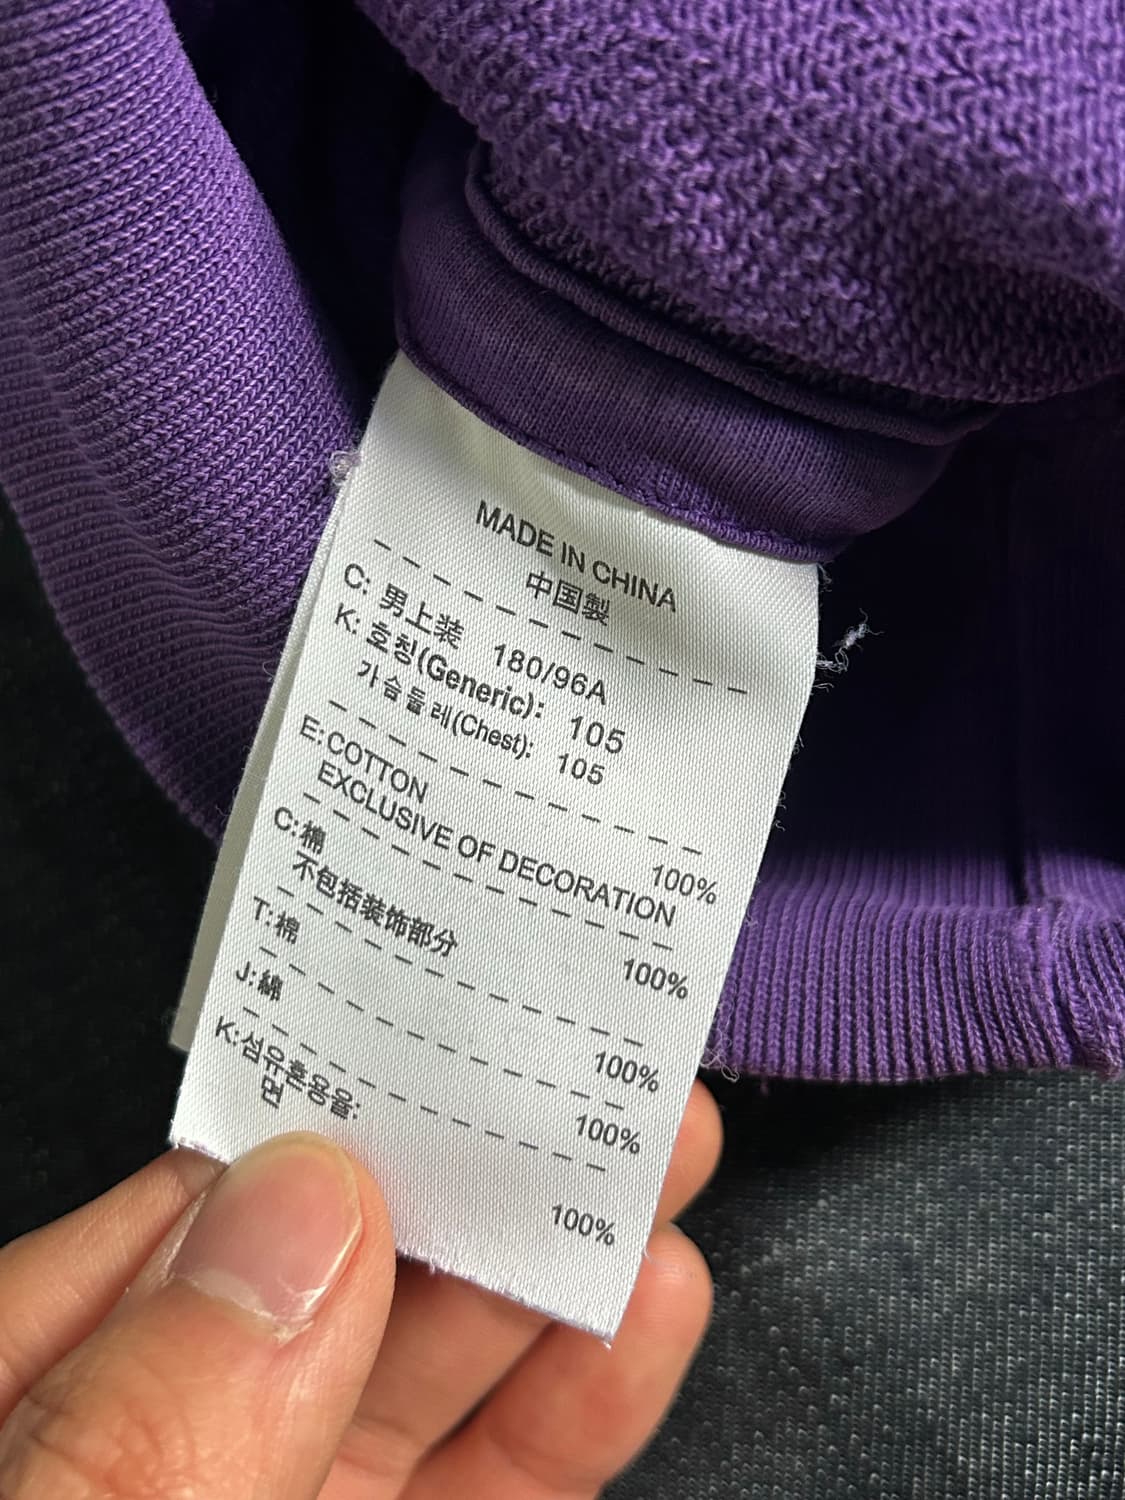 MADE IN CHINA
中国製
C: 男上装 180/96A
K: 호칭(Generic): 105
가슴둘레(Chest): 105
E: COTTON 100%
EXCLUSIVE OF DECORATION
C: 棉 100%
不包括装饰部分
T: 棉 100%
J: 綿 100%
K: 섬유혼용율:
면 100%